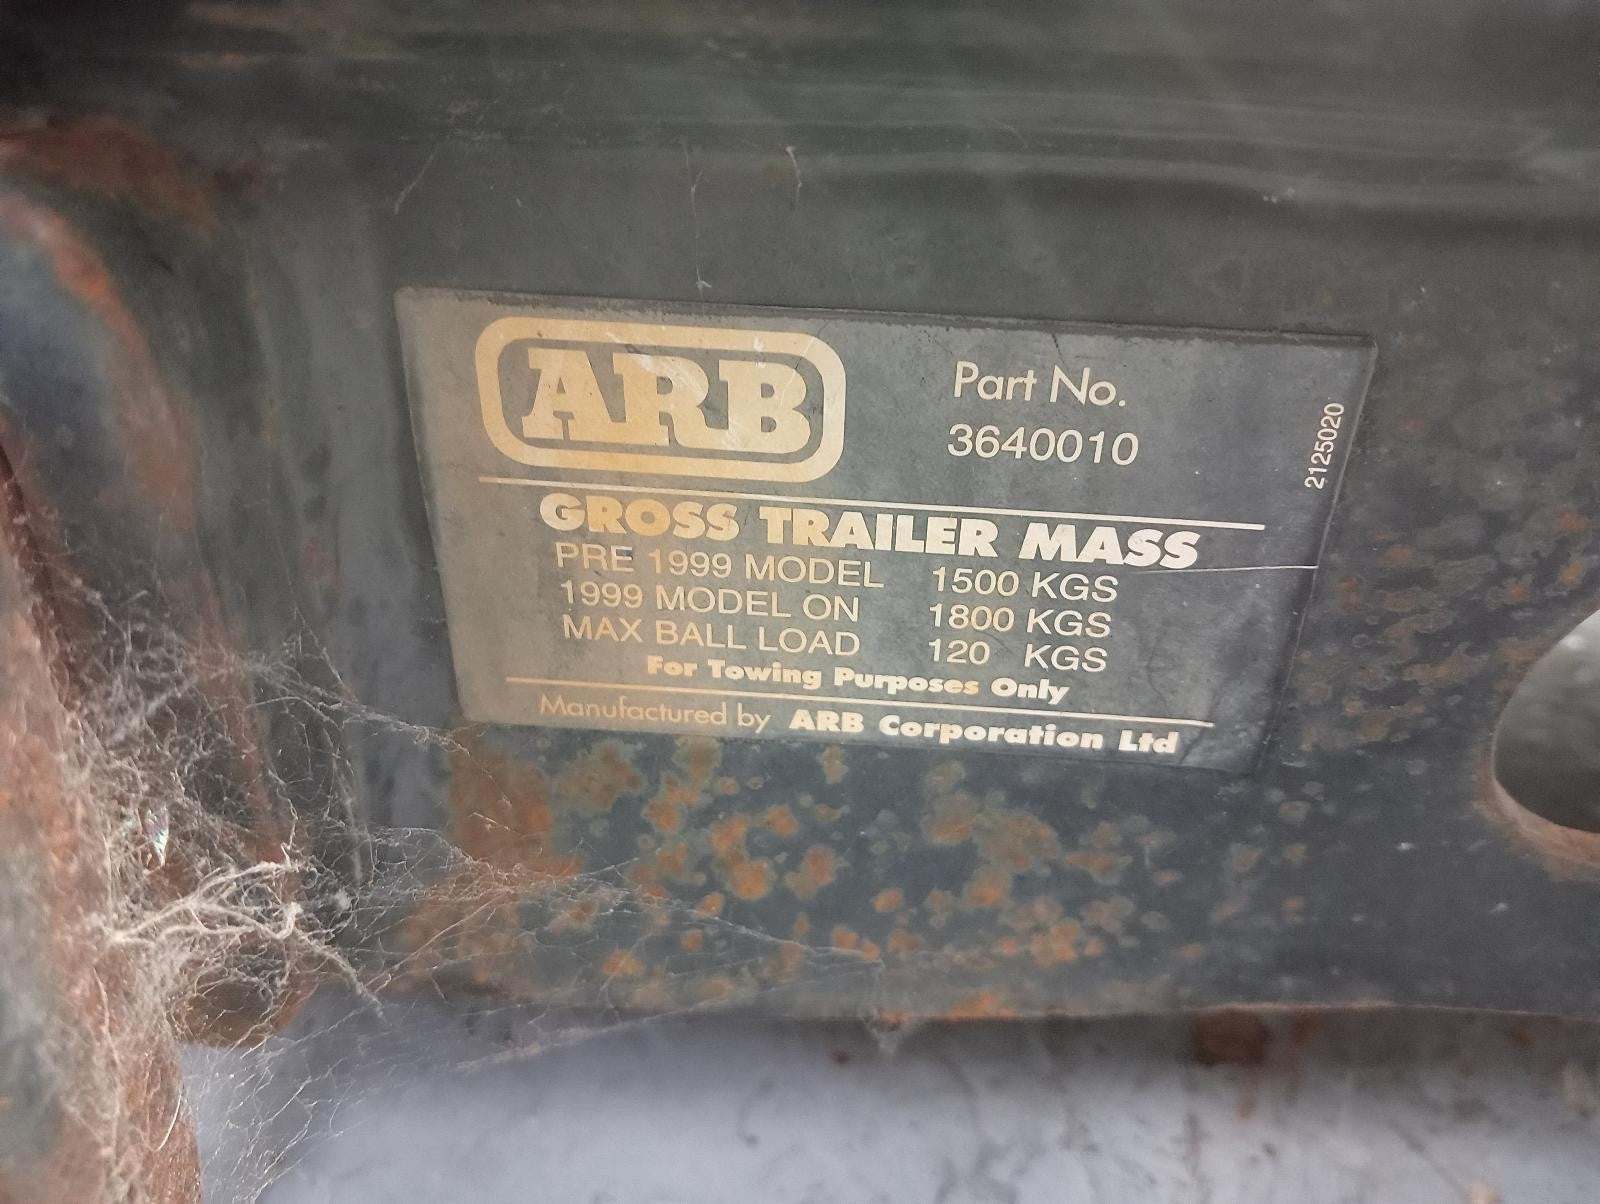 ARB
Part No.
3640010
2125020
GROSS TRAILER MASS
PRE 1999 MODEL 1500 KGS
1999 MODEL ON 1800 KGS
MAX BALL LOAD 120 KGS
For Towing Purposes Only
Manufactured by ARB Corporation Ltd